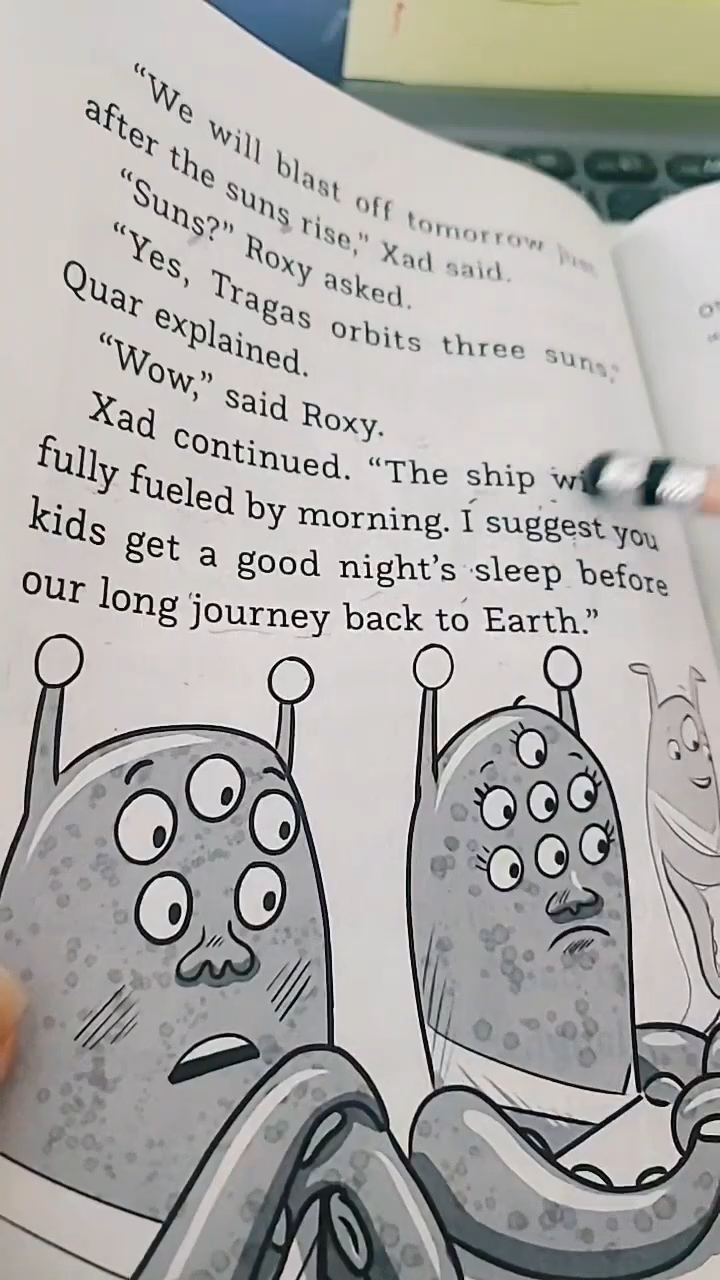 “We will blast off tomorrow
after the suns rise,” Xad said.
“Suns?” Roxy asked.
“Yes, Tragas orbits three suns,”
Quar explained.
“Wow,” said Roxy.
Xad continued. “The ship
fully fueled by morning. I suggest you
kids get a good night’s sleep before
our long journey back to Earth.”